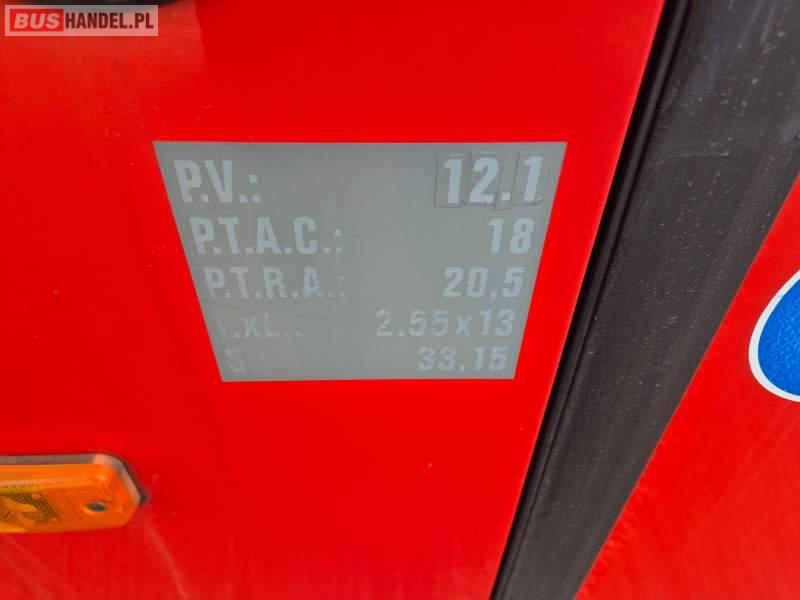 BUSHANDEL.PL
P.V.: 12.1
P.T.A.C.: 18
P.T.R.A.: 20,5
2.55x13
S.: 33,15